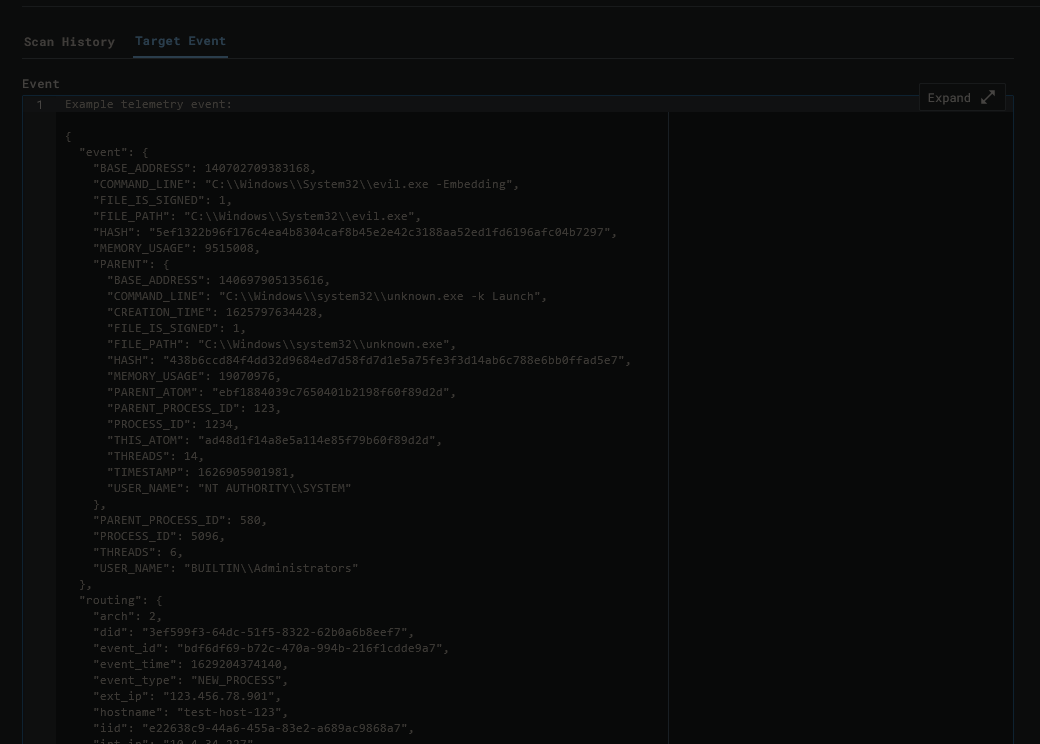 Scan History Target Event
Event
Expand
1 Example telemetry event:
{
"event": {
"BASE_ADDRESS": 140702709383168,
"COMMAND_LINE": "C:\\Windows\\System32\\evil.exe -Embedding",
"FILE_IS_SIGNED": 1,
"FILE_PATH": "C:\\Windows\\System32\\evil.exe",
"HASH": "5ef1322b96f176c4ea4b8304caf8b45e2e42c3188aa52ed1fd6196afc04b7297",
"MEMORY_USAGE": 9515008,
"PARENT": {
"BASE_ADDRESS": 140697905135616,
"COMMAND_LINE": "C:\\Windows\\system32\\unknown.exe -k Launch",
"CREATION_TIME": 1625797634428,
"FILE_IS_SIGNED": 1,
"FILE_PATH": "C:\\Windows\\system32\\unknown.exe",
"HASH": "438b6ccd84f4dd32d9684ed7d58fd7d1e5a75fe3f3d14ab6c788e6bb0ffad5e7",
"MEMORY_USAGE": 19070976,
"PARENT_ATOM": "ebf1884039c7650401b2198f60f89d2d",
"PARENT_PROCESS_ID": 123,
"PROCESS_ID": 1234,
"THIS_ATOM": "ad48d1f14a8e5a114e85f79b60f89d2d",
"THREADS": 14,
"TIMESTAMP": 1626905901981,
"USER_NAME": "NT AUTHORITY\\SYSTEM"
},
"PARENT_PROCESS_ID": 580,
"PROCESS_ID": 5096,
"THREADS": 6,
"USER_NAME": "BUILTIN\\Administrators"
},
"routing": {
"arch": 2,
"did": "3ef599f3-64dc-51f5-8322-62b0a6b8eef7",
"event_id": "bdf6df69-b72c-470a-994b-216f1cdde9a7",
"event_time": 1629204374140,
"event_type": "NEW_PROCESS",
"ext_ip": "123.456.78.901",
"hostname": "test-host-123",
"iid": "e22638c9-44a6-455a-83e2-a689ac9868a7",
"int_ip": "10.4.34.227"